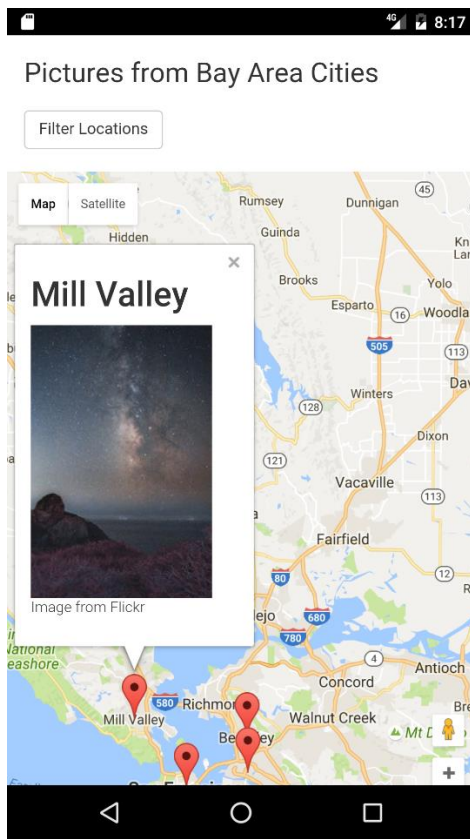 4G 8:17
Pictures from Bay Area Cities
Filter Locations
Map Satellite
45
Rumsey
Dunnigan
Hidden
Guinda
Brooks
Yolo
Esparto
16
Woodla
Mill Valley
505
113
Winters
128
Dixon
121
Vacaville
113
Fairfield
12
80
Image from Flickr
680
780
4
Antioch
Concord
580
Richmo
Mill Valley
Walnut Creek
Mt D